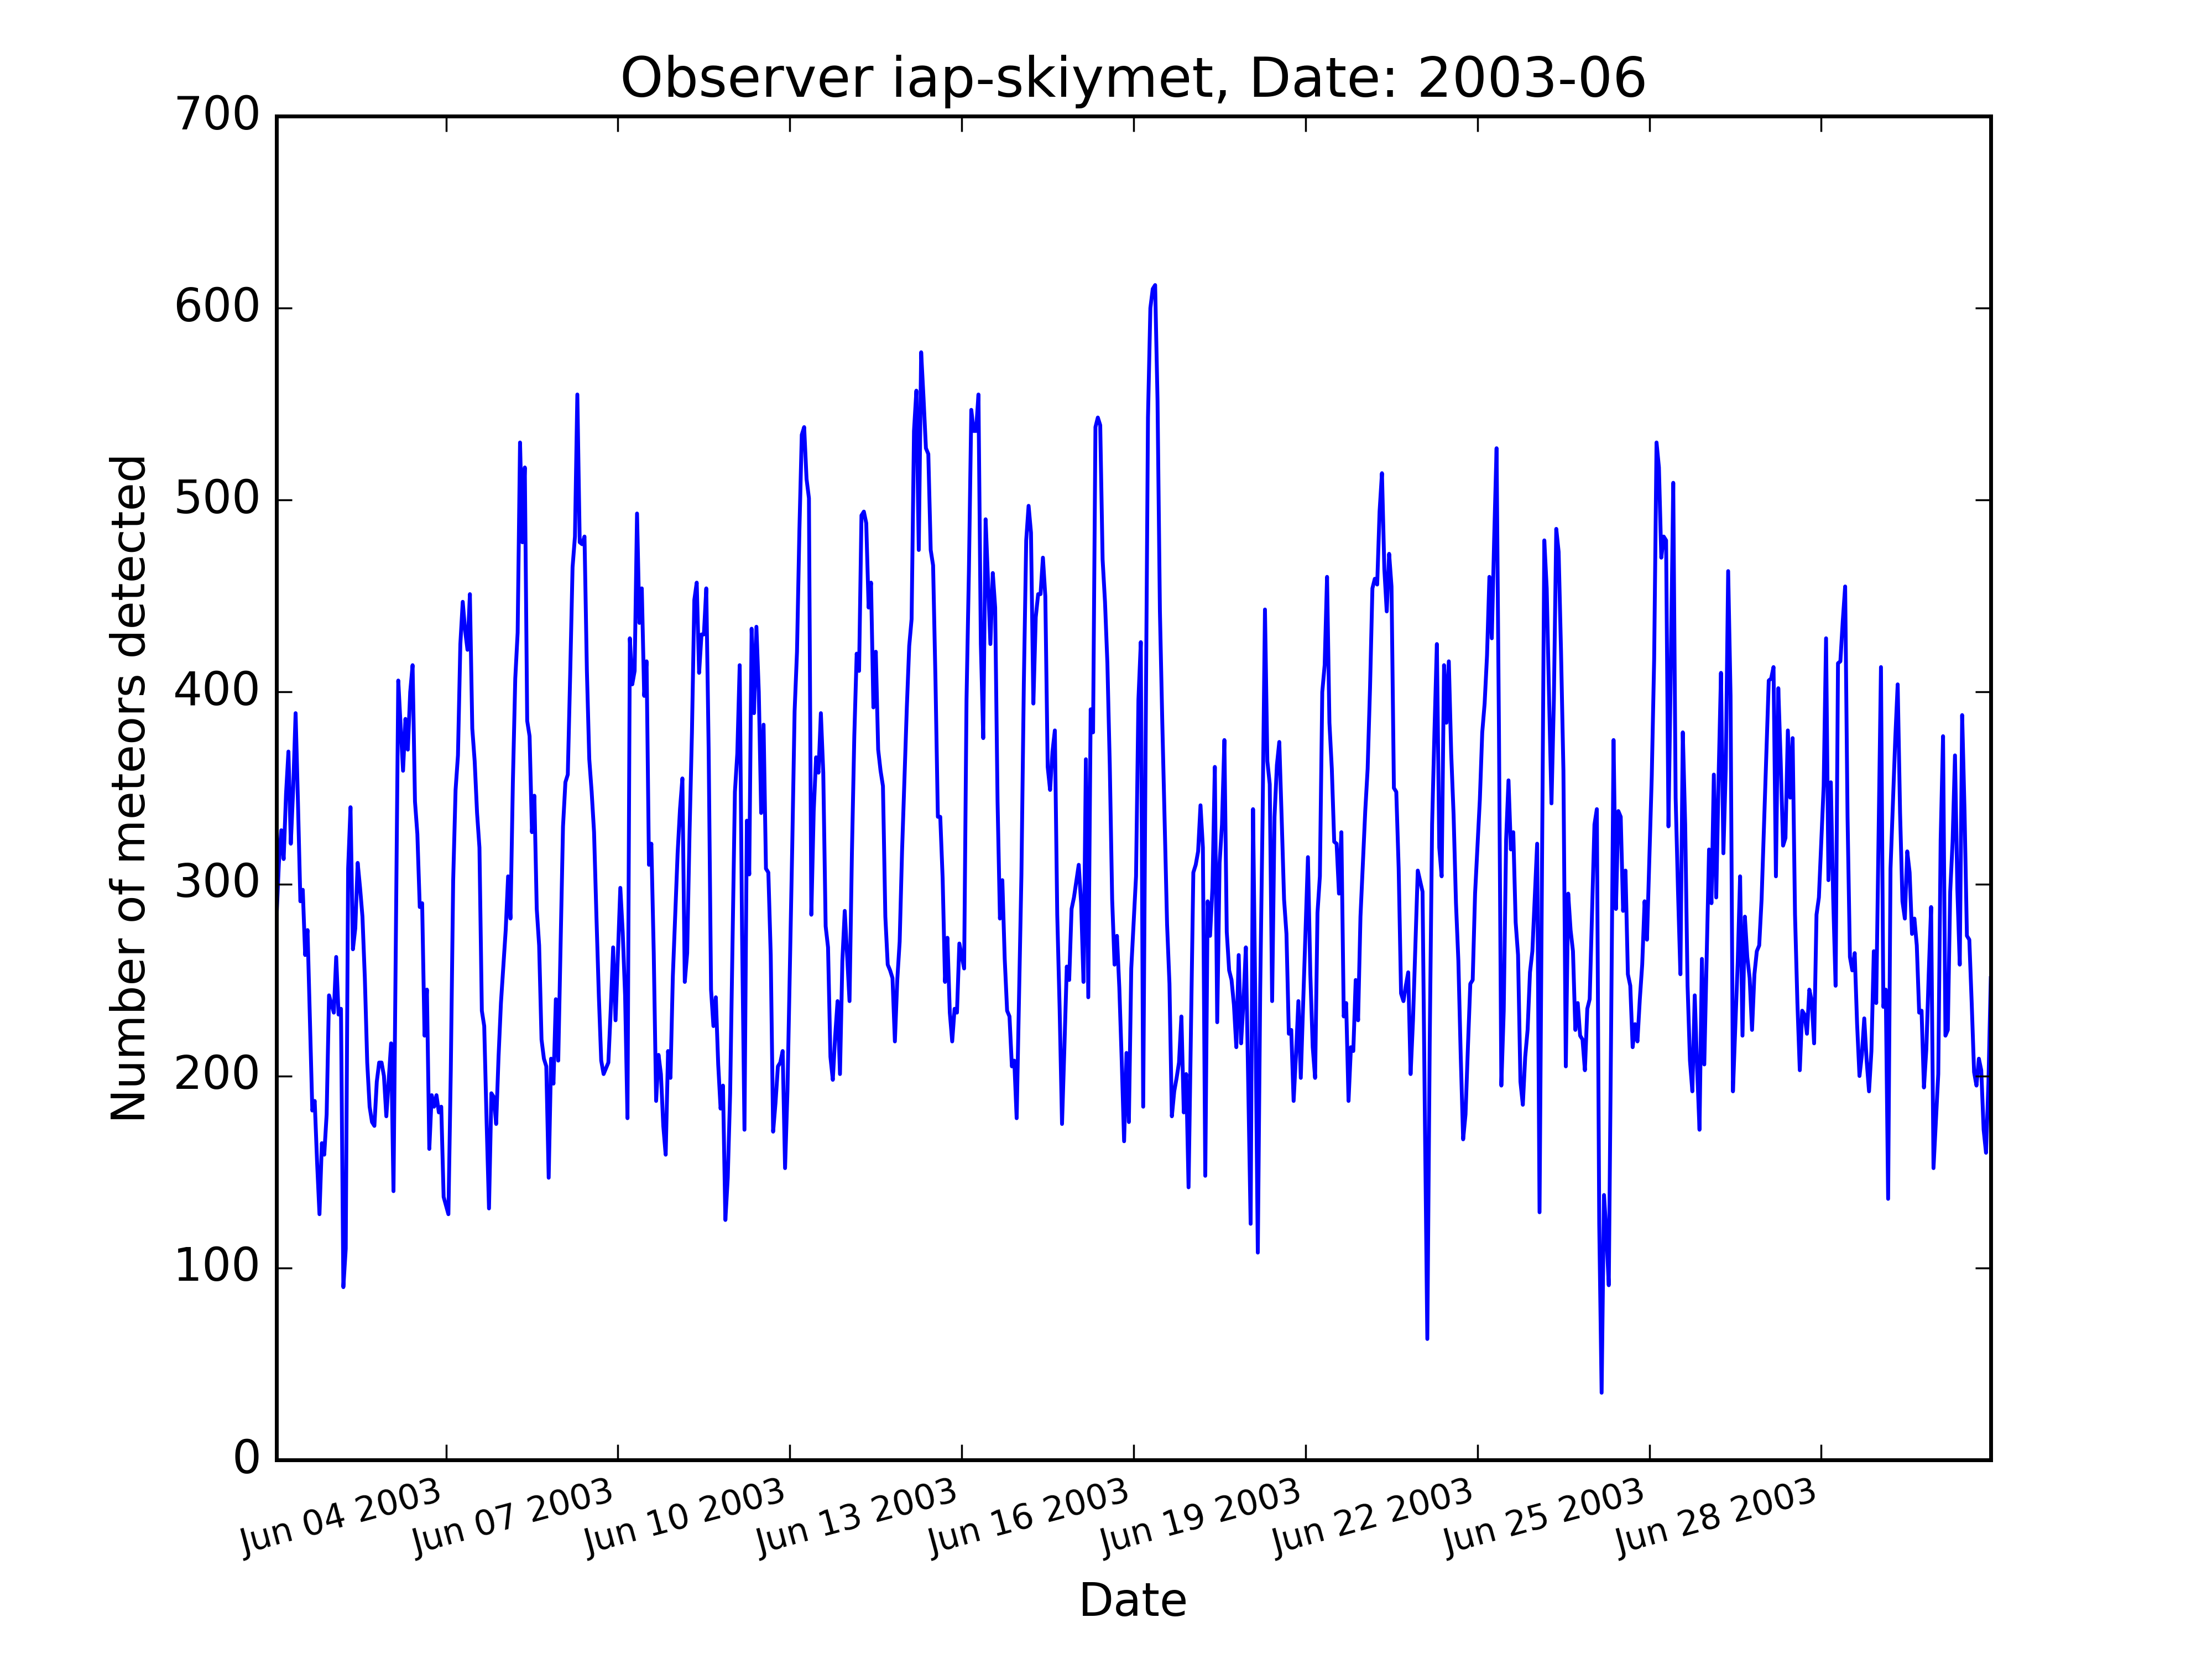 Observer iap-skiymet, Date: 2003-06
700
600
500
400
300
200
100
0
Number of meteors detected
Jun 04 2003
Jun 07 2003
Jun 10 2003
Jun 13 2003
Jun 16 2003
Jun 19 2003
Jun 22 2003
Jun 25 2003
Jun 28 2003
Date